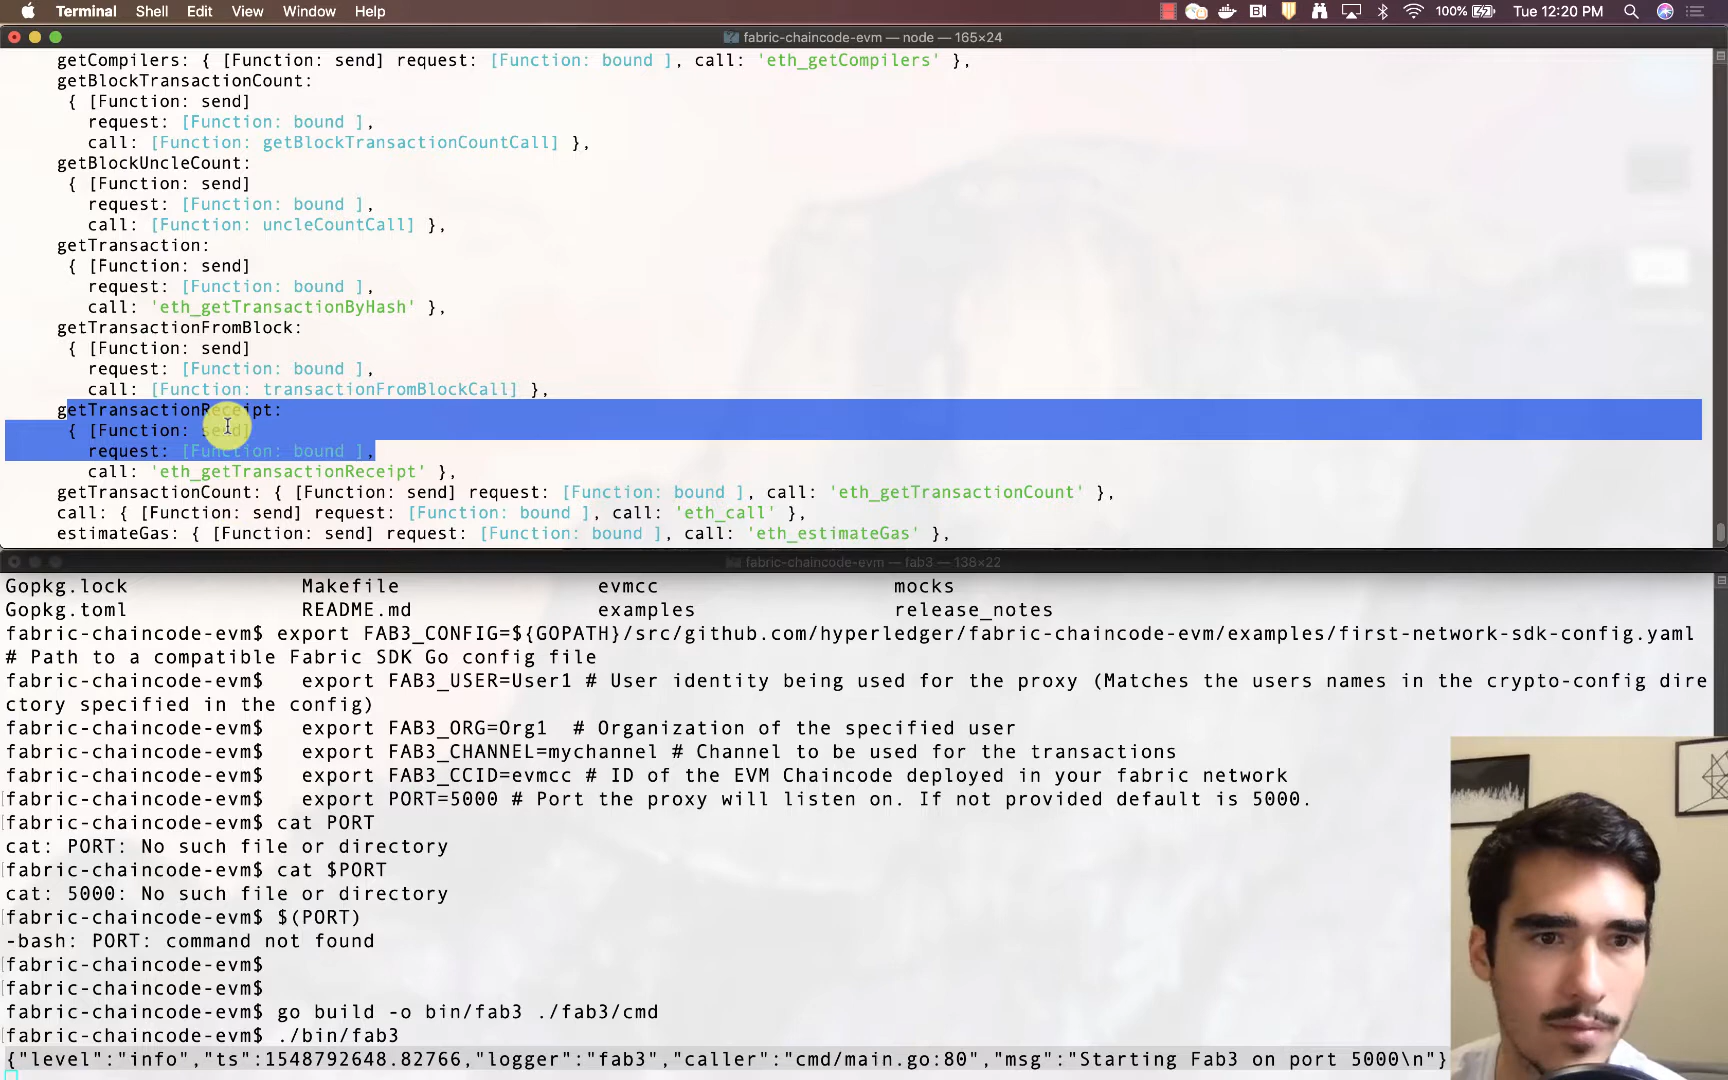 Terminal Shell Edit View Window Help 100% Tue 12:20 PM
fabric-chaincode-evm — node — 165×24
getCompilers: { [Function: send] request: [Function: bound ], call: 'eth_getCompilers' },
getBlockTransactionCount:
{ [Function: send]
request: [Function: bound ],
call: [Function: getBlockTransactionCountCall] },
getBlockUncleCount:
{ [Function: send]
request: [Function: bound ],
call: [Function: uncleCountCall] },
getTransaction:
{ [Function: send]
request: [Function: bound ],
call: 'eth_getTransactionByHash' },
getTransactionFromBlock:
{ [Function: send]
request: [Function: bound ],
call: [Function: transactionFromBlockCall] },
getTransactionReceipt:
{ [Function: send]
request: [Function: bound ],
call: 'eth_getTransactionReceipt' },
getTransactionCount: { [Function: send] request: [Function: bound ], call: 'eth_getTransactionCount' },
call: { [Function: send] request: [Function: bound ], call: 'eth_call' },
estimateGas: { [Function: send] request: [Function: bound ], call: 'eth_estimateGas' },
fabric-chaincode-evm — fab3 — 138×22
Gopkg.lock Makefile evmcc mocks
Gopkg.toml README.md examples release_notes
fabric-chaincode-evm$ export FAB3_CONFIG=${GOPATH}/src/github.com/hyperledger/fabric-chaincode-evm/examples/first-network-sdk-config.yaml
# Path to a compatible Fabric SDK Go config file
fabric-chaincode-evm$ export FAB3_USER=User1 # User identity being used for the proxy (Matches the users names in the crypto-config dire
ctory specified in the config)
fabric-chaincode-evm$ export FAB3_ORG=Org1 # Organization of the specified user
fabric-chaincode-evm$ export FAB3_CHANNEL=mychannel # Channel to be used for the transactions
fabric-chaincode-evm$ export FAB3_CCID=evmcc # ID of the EVM Chaincode deployed in your fabric network
[fabric-chaincode-evm$ export PORT=5000 # Port the proxy will listen on. If not provided default is 5000.
[fabric-chaincode-evm$ cat PORT
cat: PORT: No such file or directory
[fabric-chaincode-evm$ cat $PORT
cat: 5000: No such file or directory
[fabric-chaincode-evm$ $(PORT)
-bash: PORT: command not found
[fabric-chaincode-evm$
[fabric-chaincode-evm$
fabric-chaincode-evm$ go build -o bin/fab3 ./fab3/cmd
[fabric-chaincode-evm$ ./bin/fab3
{"level":"info","ts":1548792648.82766,"logger":"fab3","caller":"cmd/main.go:80","msg":"Starting Fab3 on port 5000\n"}